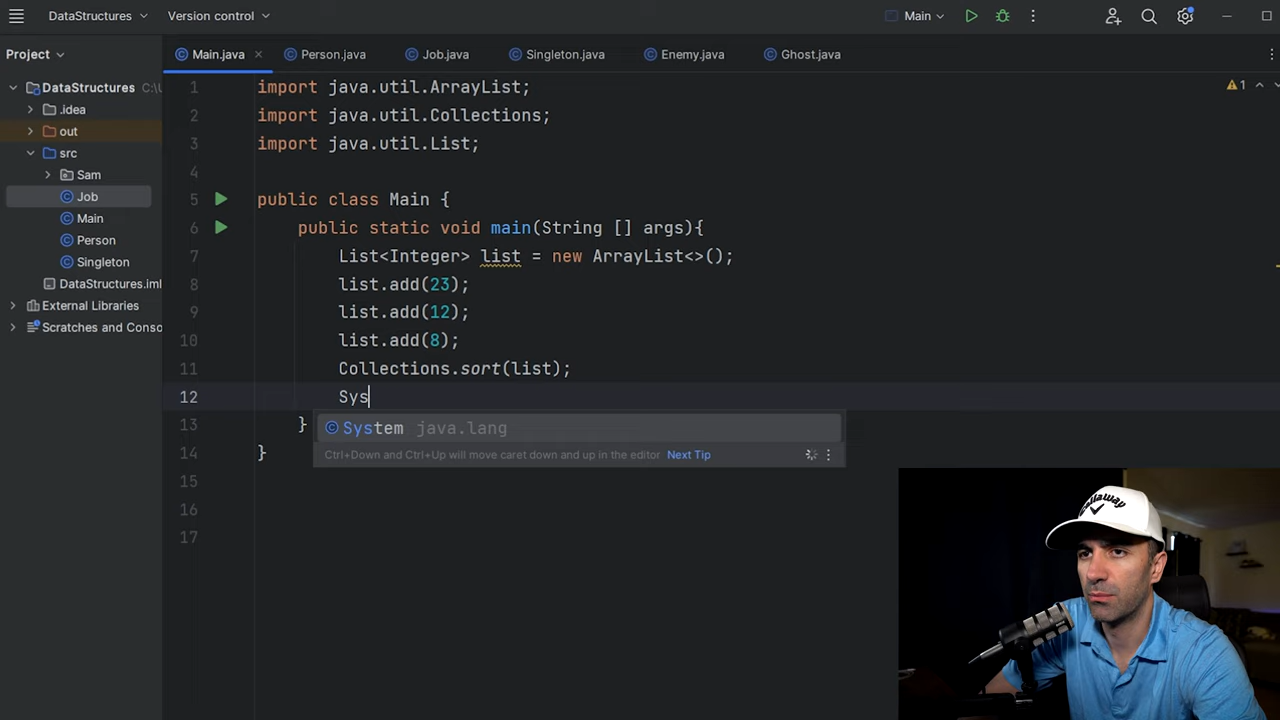 DataStructures
Version control
Main
Project
Main.java
Person.java
Job.java
Singleton.java
Enemy.java
Ghost.java
DataStructures C:\U
.idea
out
src
Sam
Job
Main
Person
Singleton
DataStructures.iml
External Libraries
Scratches and Conso
1
1 import java.util.ArrayList;
2 import java.util.Collections;
3 import java.util.List;
4
5 public class Main {
6 public static void main(String [] args){
7 List<Integer> list = new ArrayList<>();
8 list.add(23);
9 list.add(12);
10 list.add(8);
11 Collections.sort(list);
12 Sys
System java.lang
13 }
Ctrl+Down and Ctrl+Up will move caret down and up in the editor Next Tip
14 }
15
16
17
Callaway